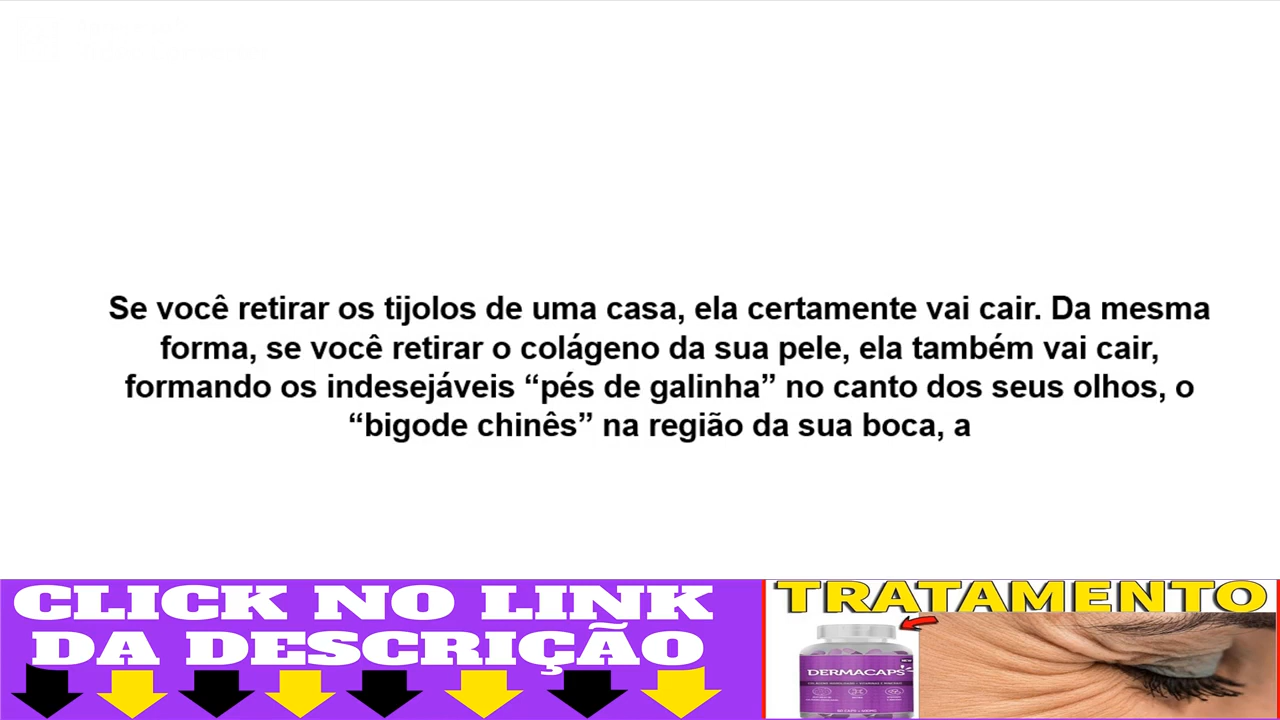 Se você retirar os tijolos de uma casa, ela certamente vai cair. Da mesma
forma, se você retirar o colágeno da sua pele, ela também vai cair,
formando os indesejáveis “pés de galinha” no canto dos seus olhos, o
“bigode chinês” na região da sua boca, a
CLICK NO LINK
DA DESCRIÇÃO
TRATAMENTO
DERMACAPS